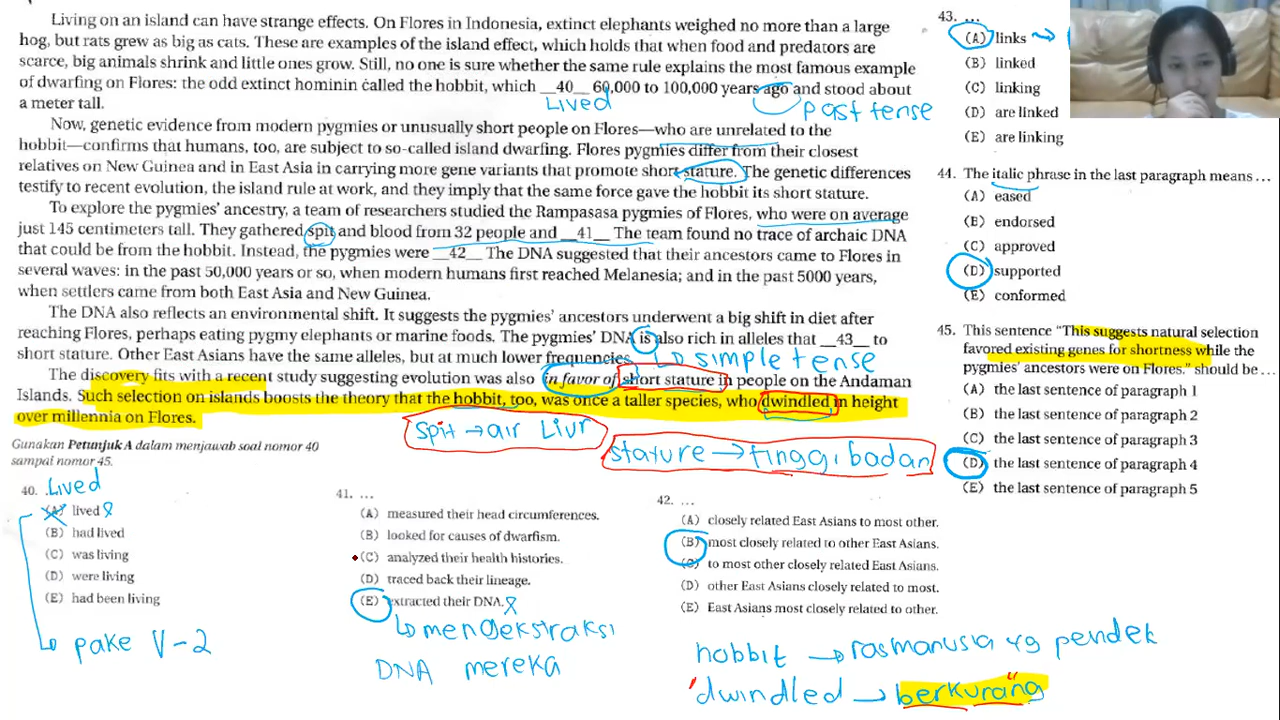 Living on an island can have strange effects. On Flores in Indonesia, extinct elephants weighed no more than a large
hog, but rats grew as big as cats. These are examples of the island effect, which holds that when food and predators are
scarce, big animals shrink and little ones grow. Still, no one is sure whether the same rule explains the most famous example
of dwarfing on Flores: the odd extinct hominin called the hobbit, which __40__ 60,000 to 100,000 years ago and stood about
a meter tall.
Lived
past tense
Now, genetic evidence from modern pygmies or unusually short people on Flores—who are unrelated to the
hobbit—confirms that humans, too, are subject to so-called island dwarfing. Flores pygmies differ from their closest
relatives on New Guinea and in East Asia in carrying more gene variants that promote short stature. The genetic differences
testify to recent evolution, the island rule at work, and they imply that the same force gave the hobbit its short stature.
To explore the pygmies' ancestry, a team of researchers studied the Rampasasa pygmies of Flores, who were on average
just 145 centimeters tall. They gathered spit and blood from 32 people and __41__ The team found no trace of archaic DNA
that could be from the hobbit. Instead, the pygmies were __42__ The DNA suggested that their ancestors came to Flores in
several waves: in the past 50,000 years or so, when modern humans first reached Melanesia; and in the past 5000 years,
when settlers came from both East Asia and New Guinea.
The DNA also reflects an environmental shift. It suggests the pygmies' ancestors underwent a big shift in diet after
reaching Flores, perhaps eating pygmy elephants or marine foods. The pygmies' DNA is also rich in alleles that __43__ to
short stature. Other East Asians have the same alleles, but at much lower frequencies.
simple tense
The discovery fits with a recent study suggesting evolution was also in favor of short stature in people on the Andaman
Islands. Such selection on islands boosts the theory that the hobbit, too, was once a taller species, who dwindled in height
over millennia on Flores.
spit → air Liur
stature → tinggi badan
Gunakan Petunjuk A dalam menjawab soal nomor 40
sampai nomor 45.
40. Lived
(A) lived
(B) had lived
(C) was living
(D) were living
(E) had been living
pake V-2
41. ...
(A) measured their head circumferences.
(B) looked for causes of dwarfism.
(C) analyzed their health histories.
(D) traced back their lineage.
(E) extracted their DNA.
mengekstraksi
DNA mereka
42. ...
(A) closely related East Asians to most other.
(B) most closely related to other East Asians.
(C) to most other closely related East Asians.
(D) other East Asians closely related to most.
(E) East Asians most closely related to other.
hobbit → rasmanusia yg pendek
dwindled → berkurang
43. ...
(A) links →
(B) linked
(C) linking
(D) are linked
(E) are linking
44. The italic phrase in the last paragraph means ...
(A) eased
(B) endorsed
(C) approved
(D) supported
(E) conformed
45. This sentence "This suggests natural selection
favored existing genes for shortness while the
pygmies' ancestors were on Flores." should be ...
(A) the last sentence of paragraph 1
(B) the last sentence of paragraph 2
(C) the last sentence of paragraph 3
(D) the last sentence of paragraph 4
(E) the last sentence of paragraph 5